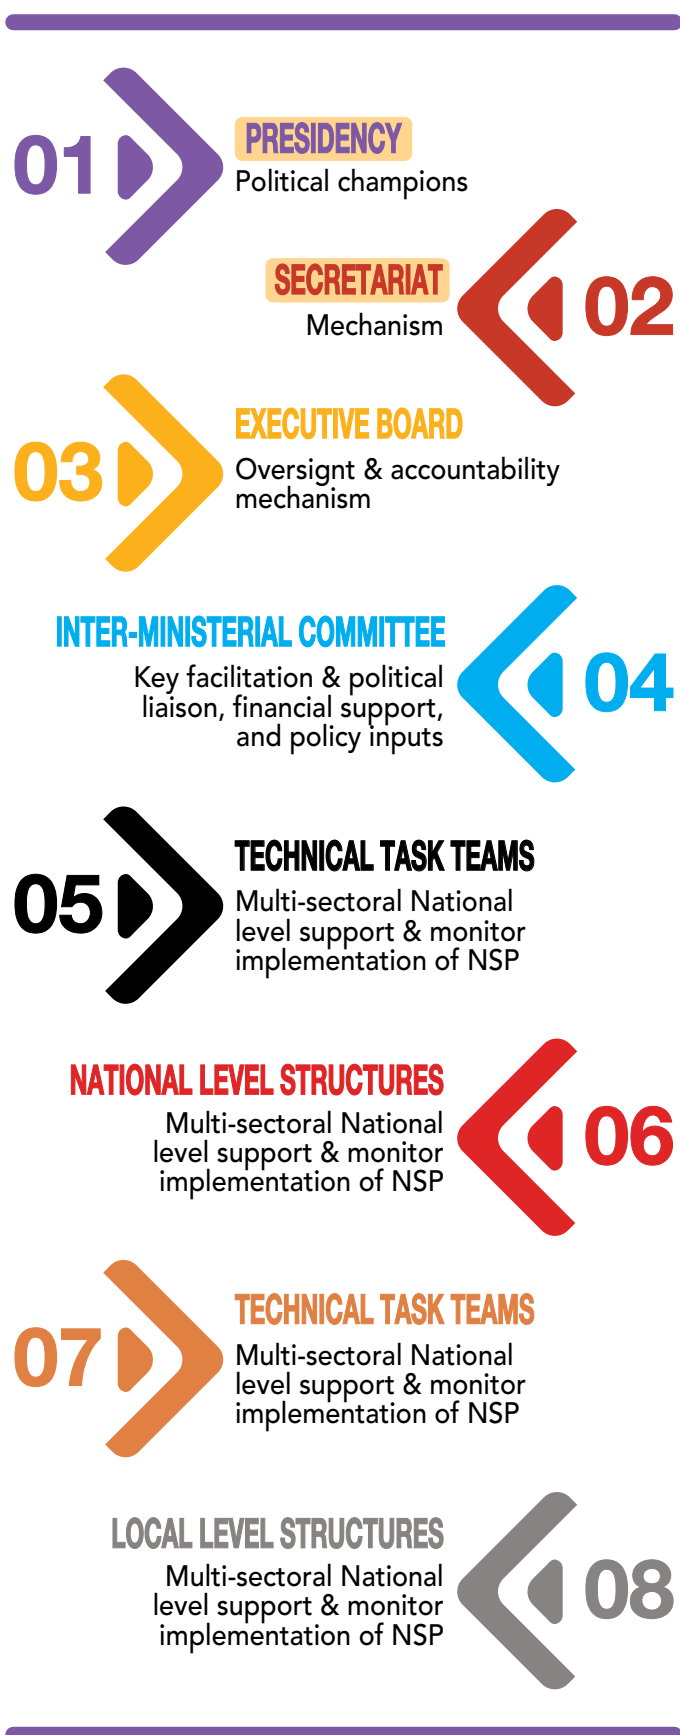 01
PRESIDENCY
Political champions
SECRETARIAT
Mechanism
02
03
EXECUTIVE BOARD
Oversignt & accountability
mechanism
INTER-MINISTERIAL COMMITTEE
Key facilitation & political
liaison, financial support,
and policy inputs
04
05
TECHNICAL TASK TEAMS
Multi-sectoral National
level support & monitor
implementation of NSP
NATIONAL LEVEL STRUCTURES
Multi-sectoral National
level support & monitor
implementation of NSP
06
07
TECHNICAL TASK TEAMS
Multi-sectoral National
level support & monitor
implementation of NSP
LOCAL LEVEL STRUCTURES
Multi-sectoral National
level support & monitor
implementation of NSP
08